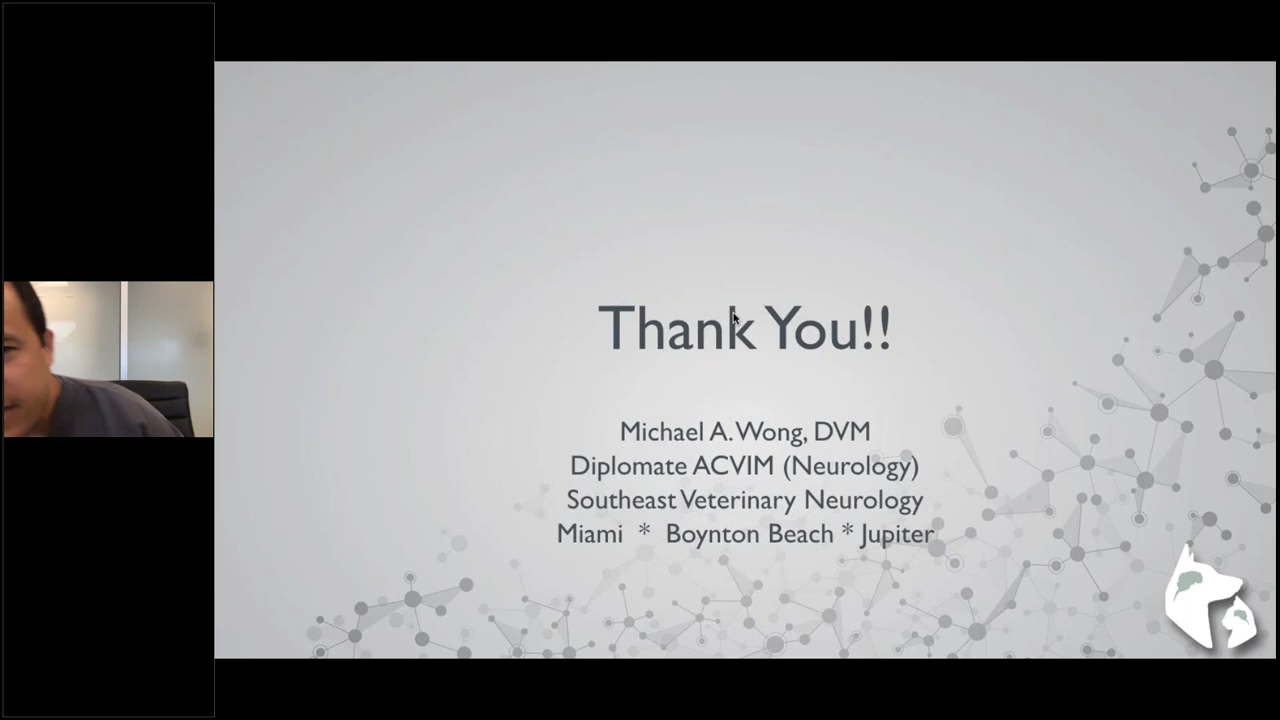 Thank You!!
Michael A. Wong, DVM
Diplomate ACVIM (Neurology)
Southeast Veterinary Neurology
Miami * Boynton Beach * Jupiter